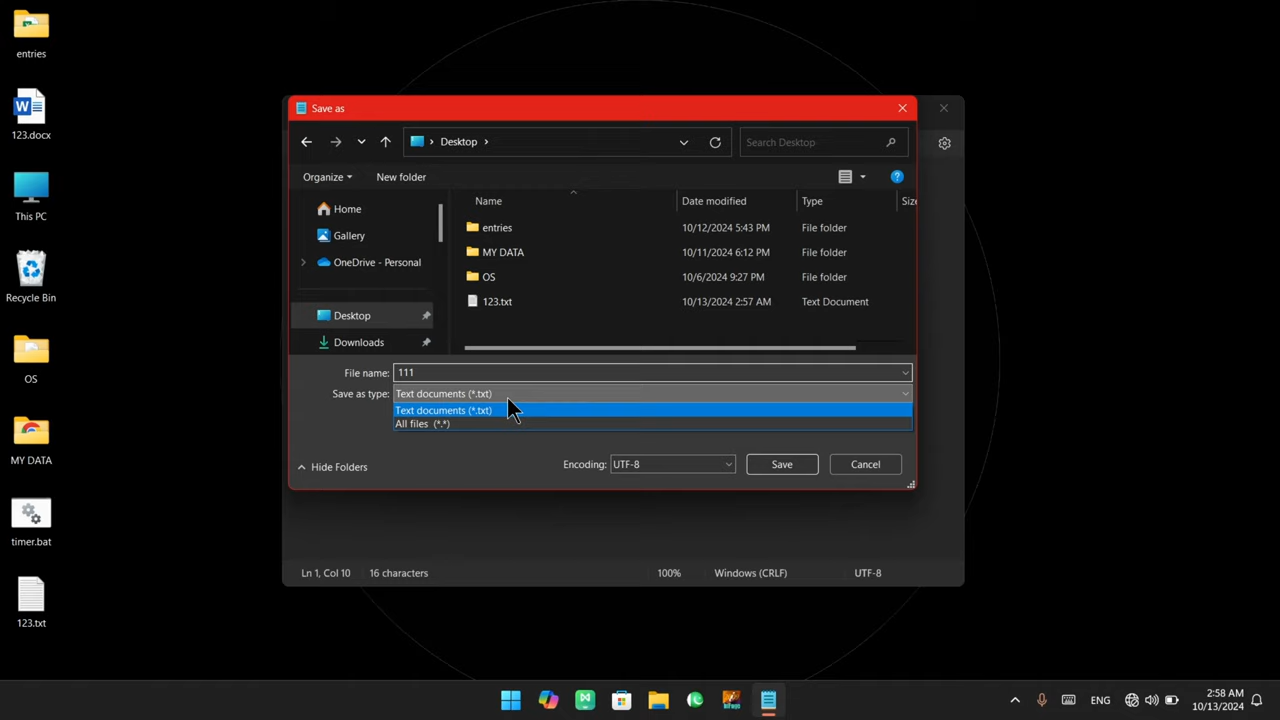 entries
123.docx
This PC
Recycle Bin
OS
MY DATA
timer.bat
123.txt
Save as
Desktop
Search Desktop
Organize
New folder
Home
Gallery
OneDrive - Personal
Desktop
Downloads
Name Date modified Type Size
entries 10/12/2024 5:43 PM File folder
MY DATA 10/11/2024 6:12 PM File folder
OS 10/6/2024 9:27 PM File folder
123.txt 10/13/2024 2:57 AM Text Document
File name: 111
Save as type: Text documents (*.txt)
Text documents (*.txt)
All files (*.*)
Hide Folders
Encoding: UTF-8
Save
Cancel
Ln 1, Col 10
16 characters
100%
Windows (CRLF)
UTF-8
ENG
2:58 AM
10/13/2024